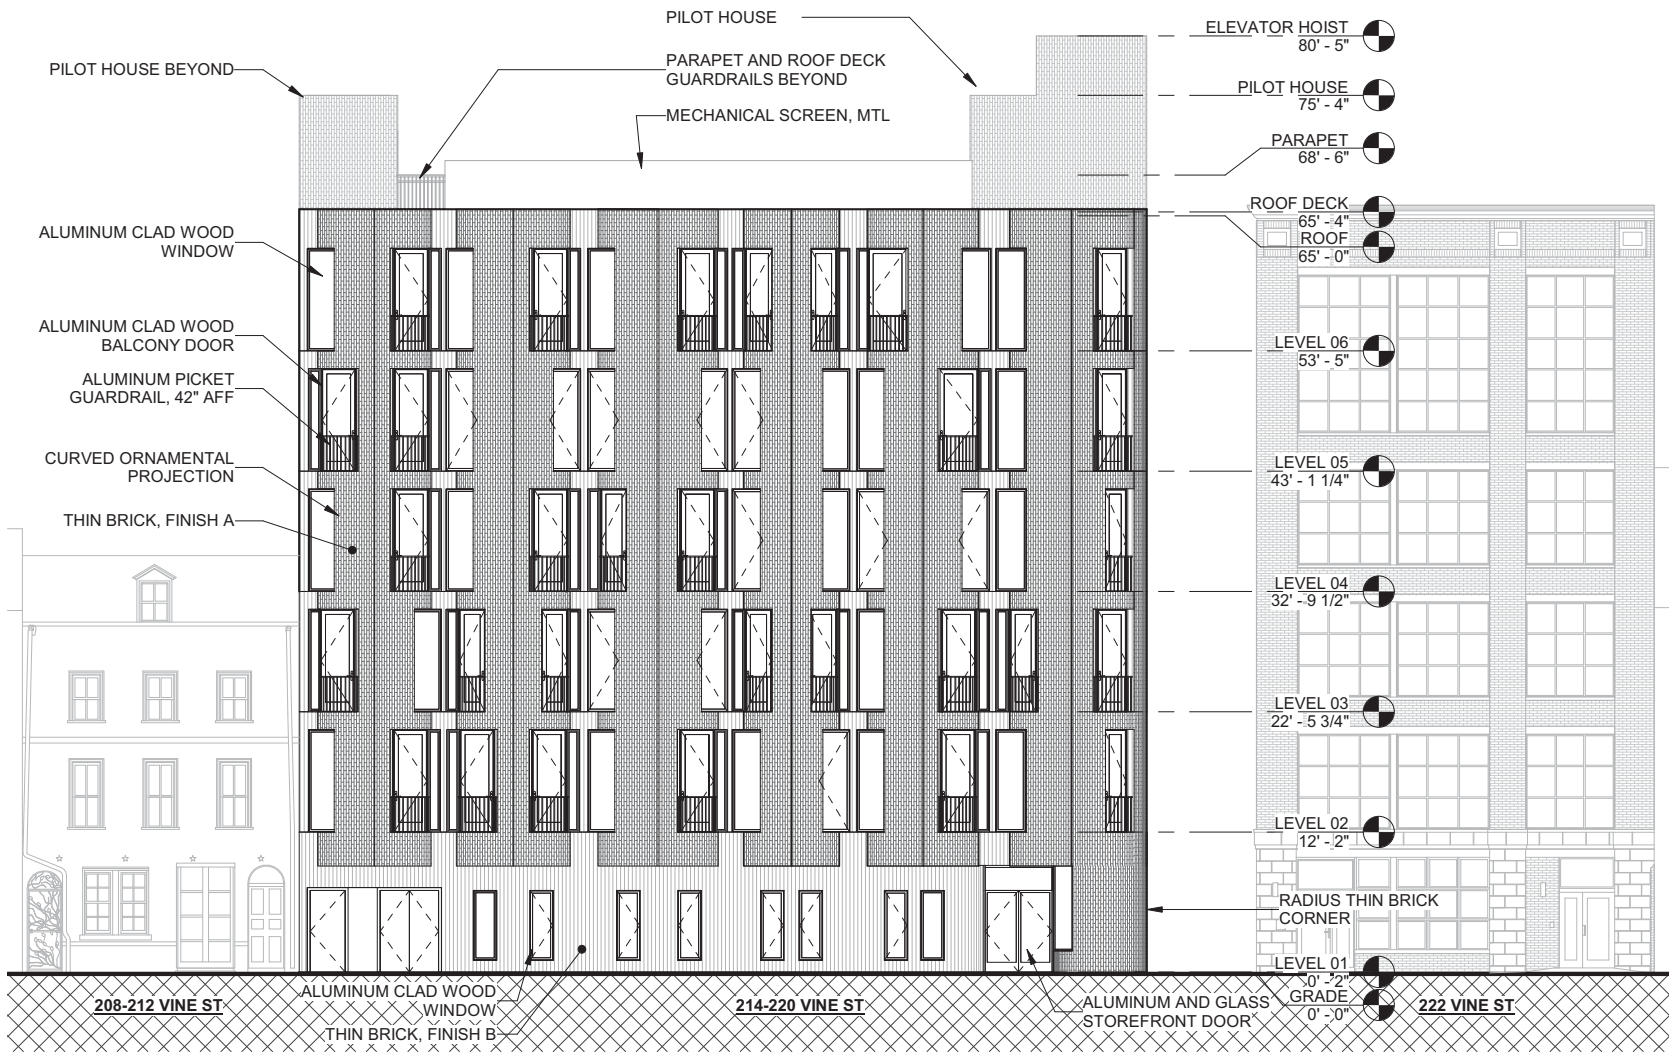 PILOT HOUSE
PILOT HOUSE BEYOND
PARAPET AND ROOF DECK
GUARDRAILS BEYOND
MECHANICAL SCREEN, MTL
ELEVATOR HOIST
80' - 5"
PILOT HOUSE
75' - 4"
PARAPET
68' - 6"
ROOF DECK
65' - 4"
ROOF
65' - 0"
ALUMINUM CLAD WOOD
WINDOW
ALUMINUM CLAD WOOD
BALCONY DOOR
ALUMINUM PICKET
GUARDRAIL, 42" AFF
CURVED ORNAMENTAL
PROJECTION
THIN BRICK, FINISH A
LEVEL 06
53' - 5"
LEVEL 05
43' - 1 1/4"
LEVEL 04
32' - 9 1/2"
LEVEL 03
22' - 5 3/4"
LEVEL 02
12' - 2"
RADIUS THIN BRICK
CORNER
LEVEL 01
0' - 2"
GRADE
0' - 0"
208-212 VINE ST
ALUMINUM CLAD WOOD
WINDOW
THIN BRICK, FINISH B
214-220 VINE ST
ALUMINUM AND GLASS
STOREFRONT DOOR
222 VINE ST